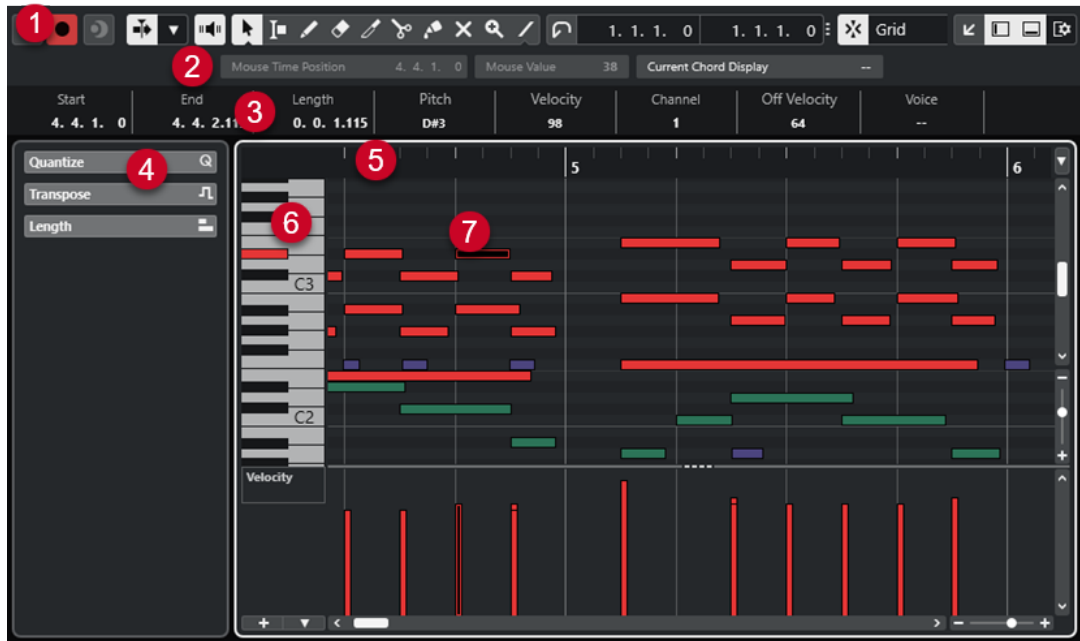 1
1. 1. 1. 0 1. 1. 1. 0 Grid
2 Mouse Time Position 4. 4. 1. 0 Mouse Value 38 Current Chord Display --
Start End Length Pitch Velocity Channel Off Velocity Voice
3
4. 4. 1. 0 4. 4. 2.11 0. 0. 1.115 D#3 98 1 64 --
Quantize
4 5
5 6
Transpose
Length
6 7
C3
C2
Velocity